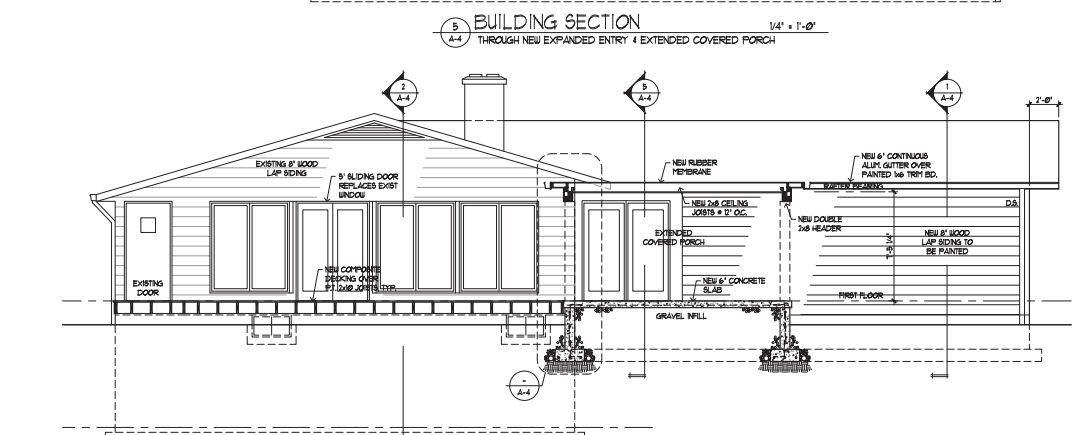 5
A-4
BUILDING SECTION
1/4" = 1'-0"
THROUGH NEW EXPANDED ENTRY & EXTENDED COVERED PORCH
2
A-4
5
A-4
1
A-4
2'-0"
EXISTING 8" WOOD
LAP SIDING
5' SLIDING DOOR
REPLACES EXIST
WINDOW
NEW RUBBER
MEMBRANE
NEW 6" CONTINUOUS
ALUM. GUTTER OVER
PAINTED 1x6 TRIM BD.
RAFTER BEARING
NEW 2x8 CEILING
JOISTS @ 12" O.C.
D.S.
NEW DOUBLE
2x8 HEADER
EXTENDED
COVERED PORCH
7'-5 1/4"
NEW 8" WOOD
LAP SIDING TO
BE PAINTED
EXISTING
DOOR
NEW COMPOSITE
DECKING OVER
P.T. 2x10 JOISTS, TYP.
NEW 6" CONCRETE
SLAB
FIRST FLOOR
GRAVEL INFILL
-
A-4